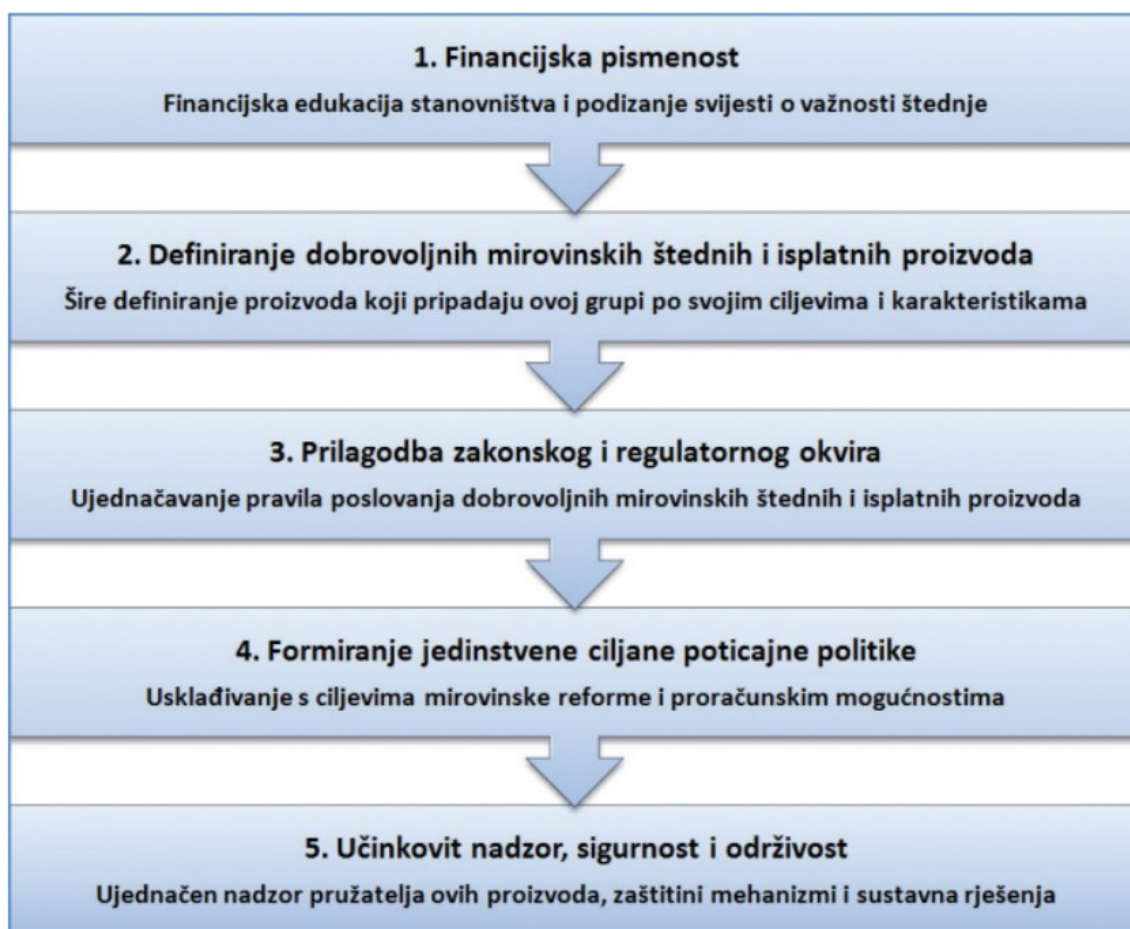 1. Financijska pismenost
Financijska edukacija stanovništva i podizanje svijesti o važnosti štednje
2. Definiranje dobrovoljnih mirovinskih štednih i isplatnih proizvoda
Šire definiranje proizvoda koji pripadaju ovoj grupi po svojim ciljevima i karakteristikama
3. Prilagodba zakonskog i regulatornog okvira
Ujednačavanje pravila poslovanja dobrovoljnih mirovinskih štednih i isplatnih proizvoda
4. Formiranje jedinstvene ciljane poticajne politike
Usklađivanje s ciljevima mirovinske reforme i proračunskim mogućnostima
5. Učinkovit nadzor, sigurnost i održivost
Ujednačen nadzor pružatelja ovih proizvoda, zaštitini mehanizmi i sustavna rješenja